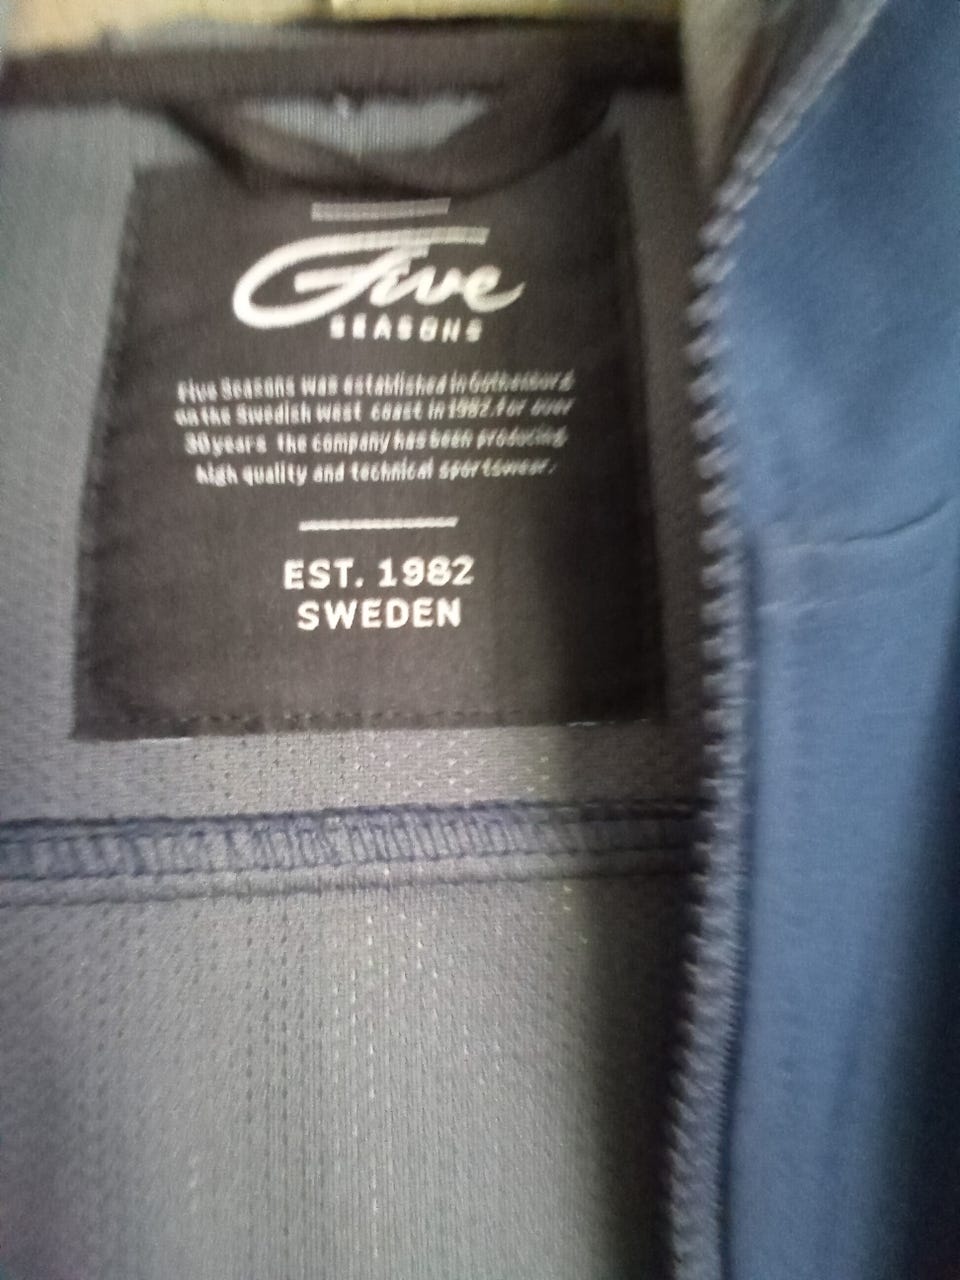 Five
SEASONS
Five Seasons was established in Gothenburg
on the Swedish west coast in 1982. For over
30 years the company has been producing
high quality and technical sportswear.
EST. 1982
SWEDEN